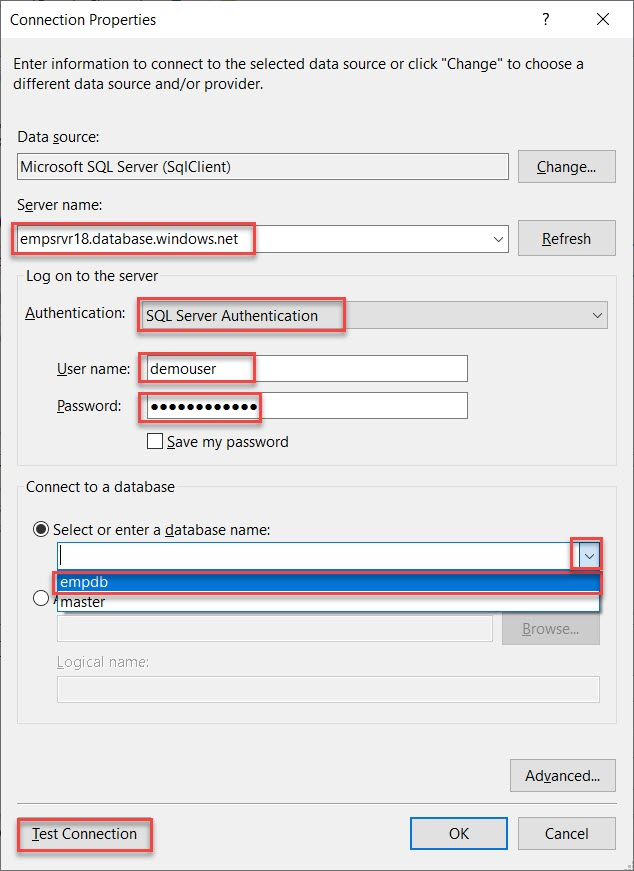 Connection Properties
?
Enter information to connect to the selected data source or click "Change" to choose a
different data source and/or provider.
Data source:
Microsoft SQL Server (SqlClient)
Change...
Server name:
empsrvr18.database.windows.net
Refresh
Log on to the server
Authentication:
SQL Server Authentication
User name:
demouser
Password:
●●●●●●●●●●●●
Save my password
Connect to a database
Select or enter a database name:
empdb
master
Browse...
Logical name:
Advanced...
Test Connection
OK
Cancel